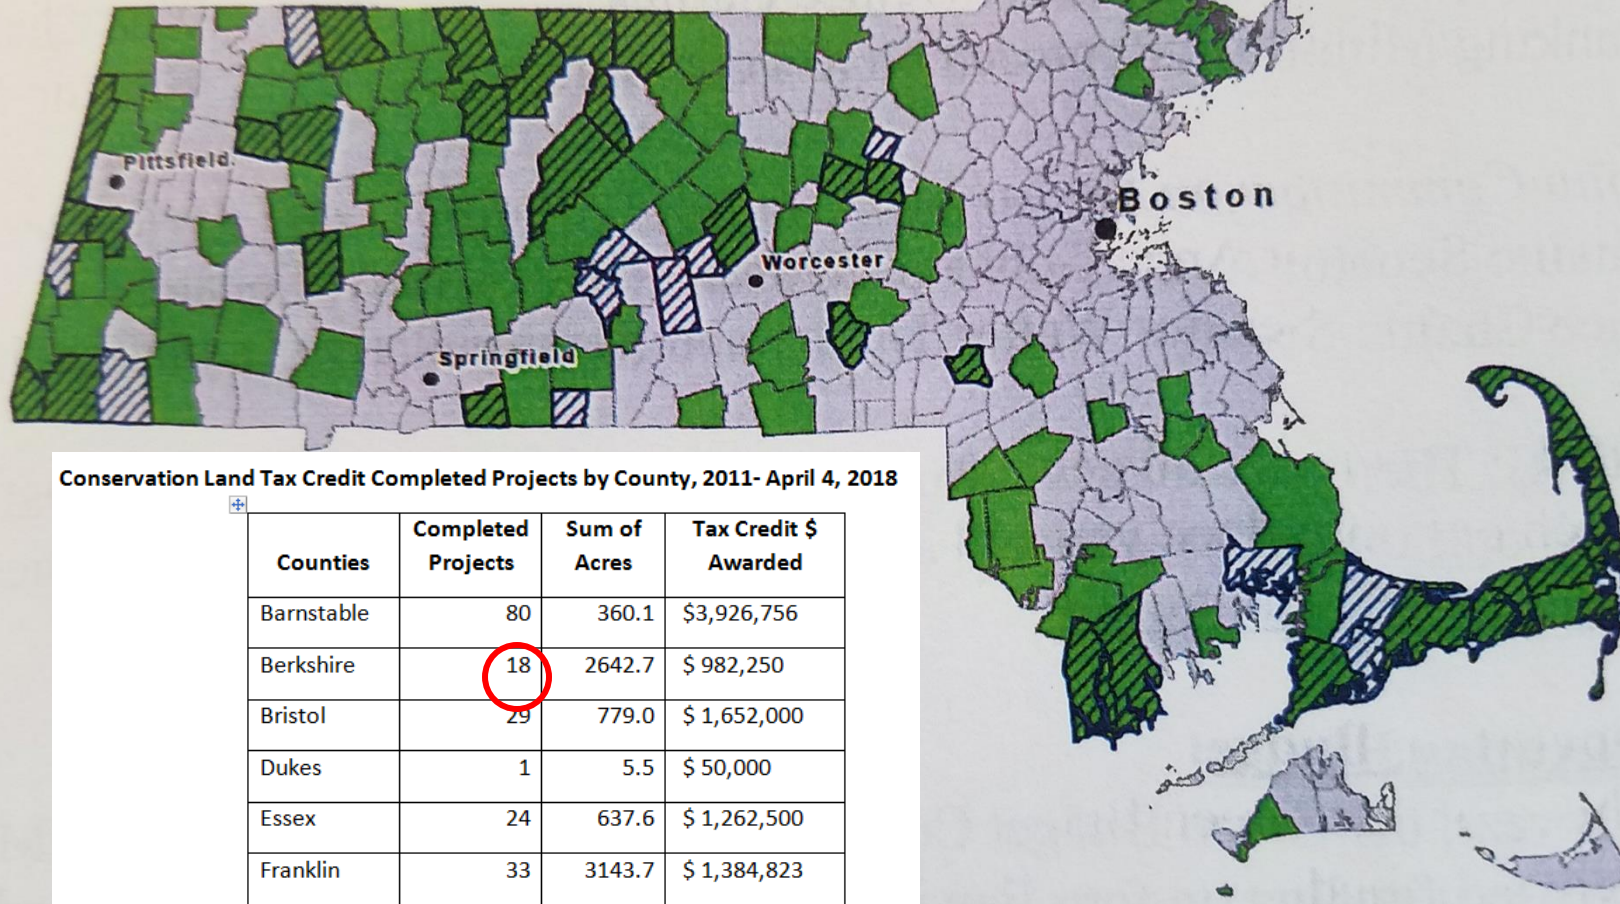 Pittsfield
Boston
Worcester
Springfield
Conservation Land Tax Credit Completed Projects by County, 2011- April 4, 2018
Counties Completed Projects Sum of Acres Tax Credit $ Awarded
Barnstable 80 360.1 $3,926,756
Berkshire 18 2642.7 $ 982,250
Bristol 29 779.0 $ 1,652,000
Dukes 1 5.5 $ 50,000
Essex 24 637.6 $ 1,262,500
Franklin 33 3143.7 $ 1,384,823